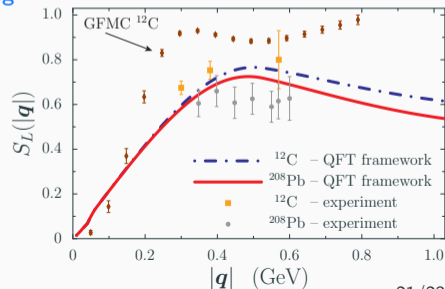 GFMC ¹²C
S_L(|q|)
1.0
0.8
0.6
0.4
0.2
0
¹²C – QFT framework
²⁰⁸Pb – QFT framework
¹²C – experiment
²⁰⁸Pb – experiment
0 0.2 0.4 0.6 0.8 1.0
|q| (GeV)